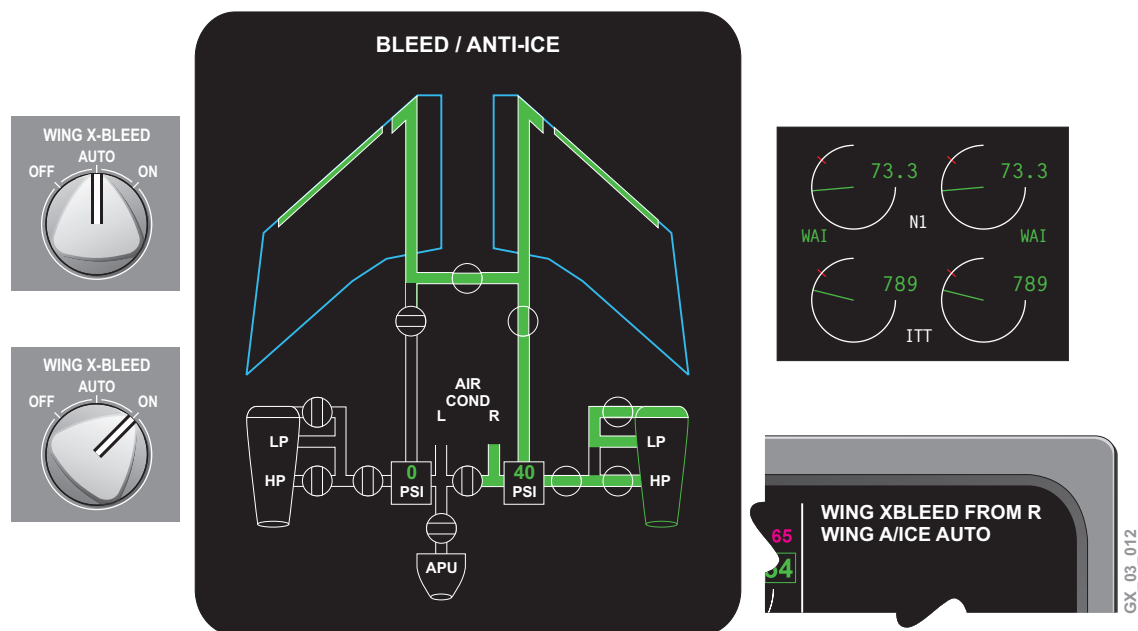 BLEED / ANTI-ICE
WING X-BLEED
AUTO
OFF ON
WING X-BLEED
AUTO
OFF ON
AIR
COND
L R
LP
HP
0
PSI
40
PSI
LP
HP
APU
73.3 73.3
N1
WAI WAI
789 789
ITT
65
WING XBLEED FROM R
WING A/ICE AUTO
GX_03_012